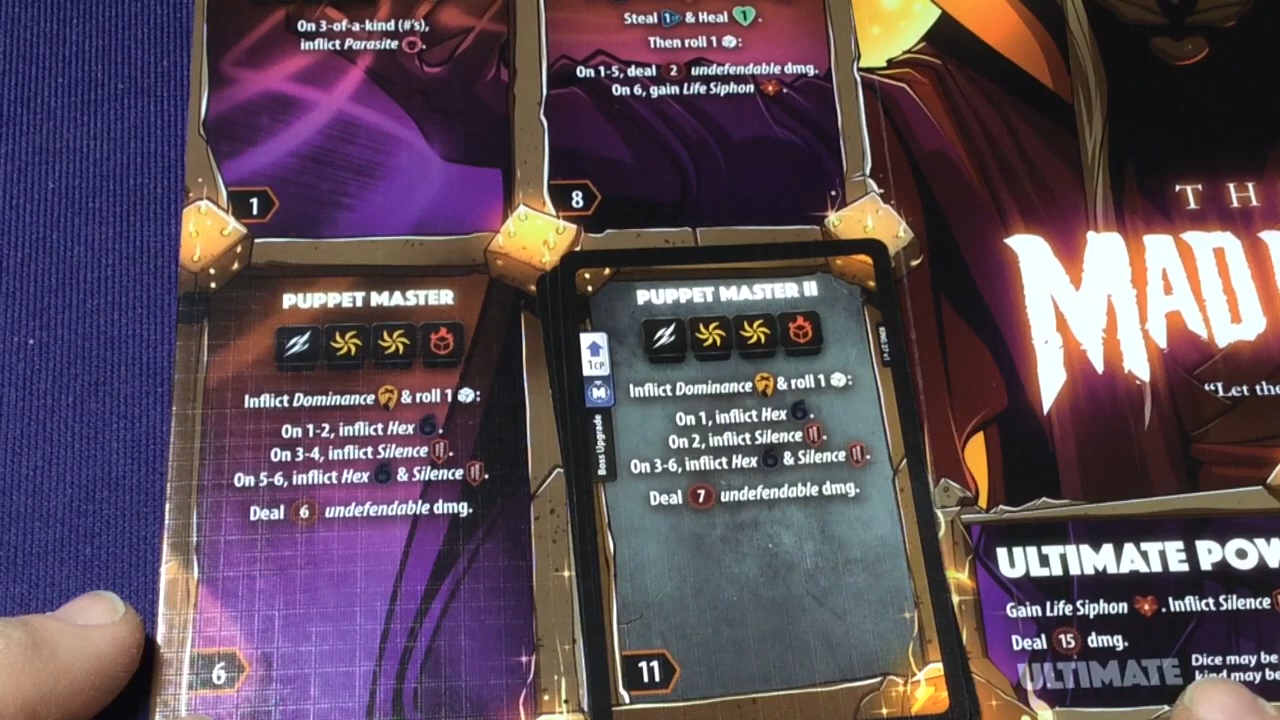 On 3-of-a-kind (#'s),
inflict Parasite .
1
Steal 1CP & Heal 1 .
Then roll 1 :
On 1-5, deal 2 undefendable dmg.
On 6, gain Life Siphon .
8
PUPPET MASTER
Inflict Dominance & roll 1 :
On 1-2, inflict Hex .
On 3-4, inflict Silence .
On 5-6, inflict Hex & Silence .
Deal 6 undefendable dmg.
6
PUPPET MASTER II
1CP
M
Boss Upgrade
Inflict Dominance & roll 1 :
On 1, inflict Hex .
On 2, inflict Silence .
On 3-6, inflict Hex & Silence .
Deal 7 undefendable dmg.
11
TH
MAD
"Let the
ULTIMATE POW
Gain Life Siphon . Inflict Silence
Deal 15 dmg.
ULTIMATE
Dice may be
kind may be